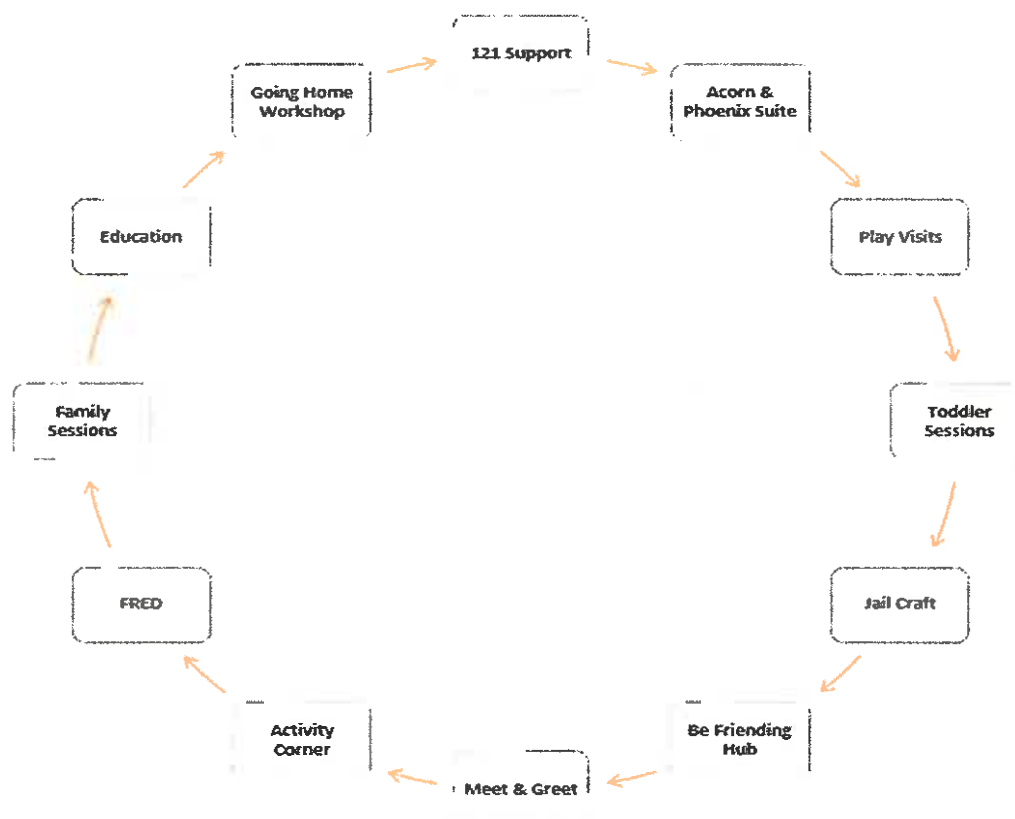 121 Support
Acorn &
Phoenix Suite
Play Visits
Toddler
Sessions
Jail Craft
Be Friending
Hub
Meet & Greet
Activity
Corner
FRED
Family
Sessions
Education
Going Home
Workshop